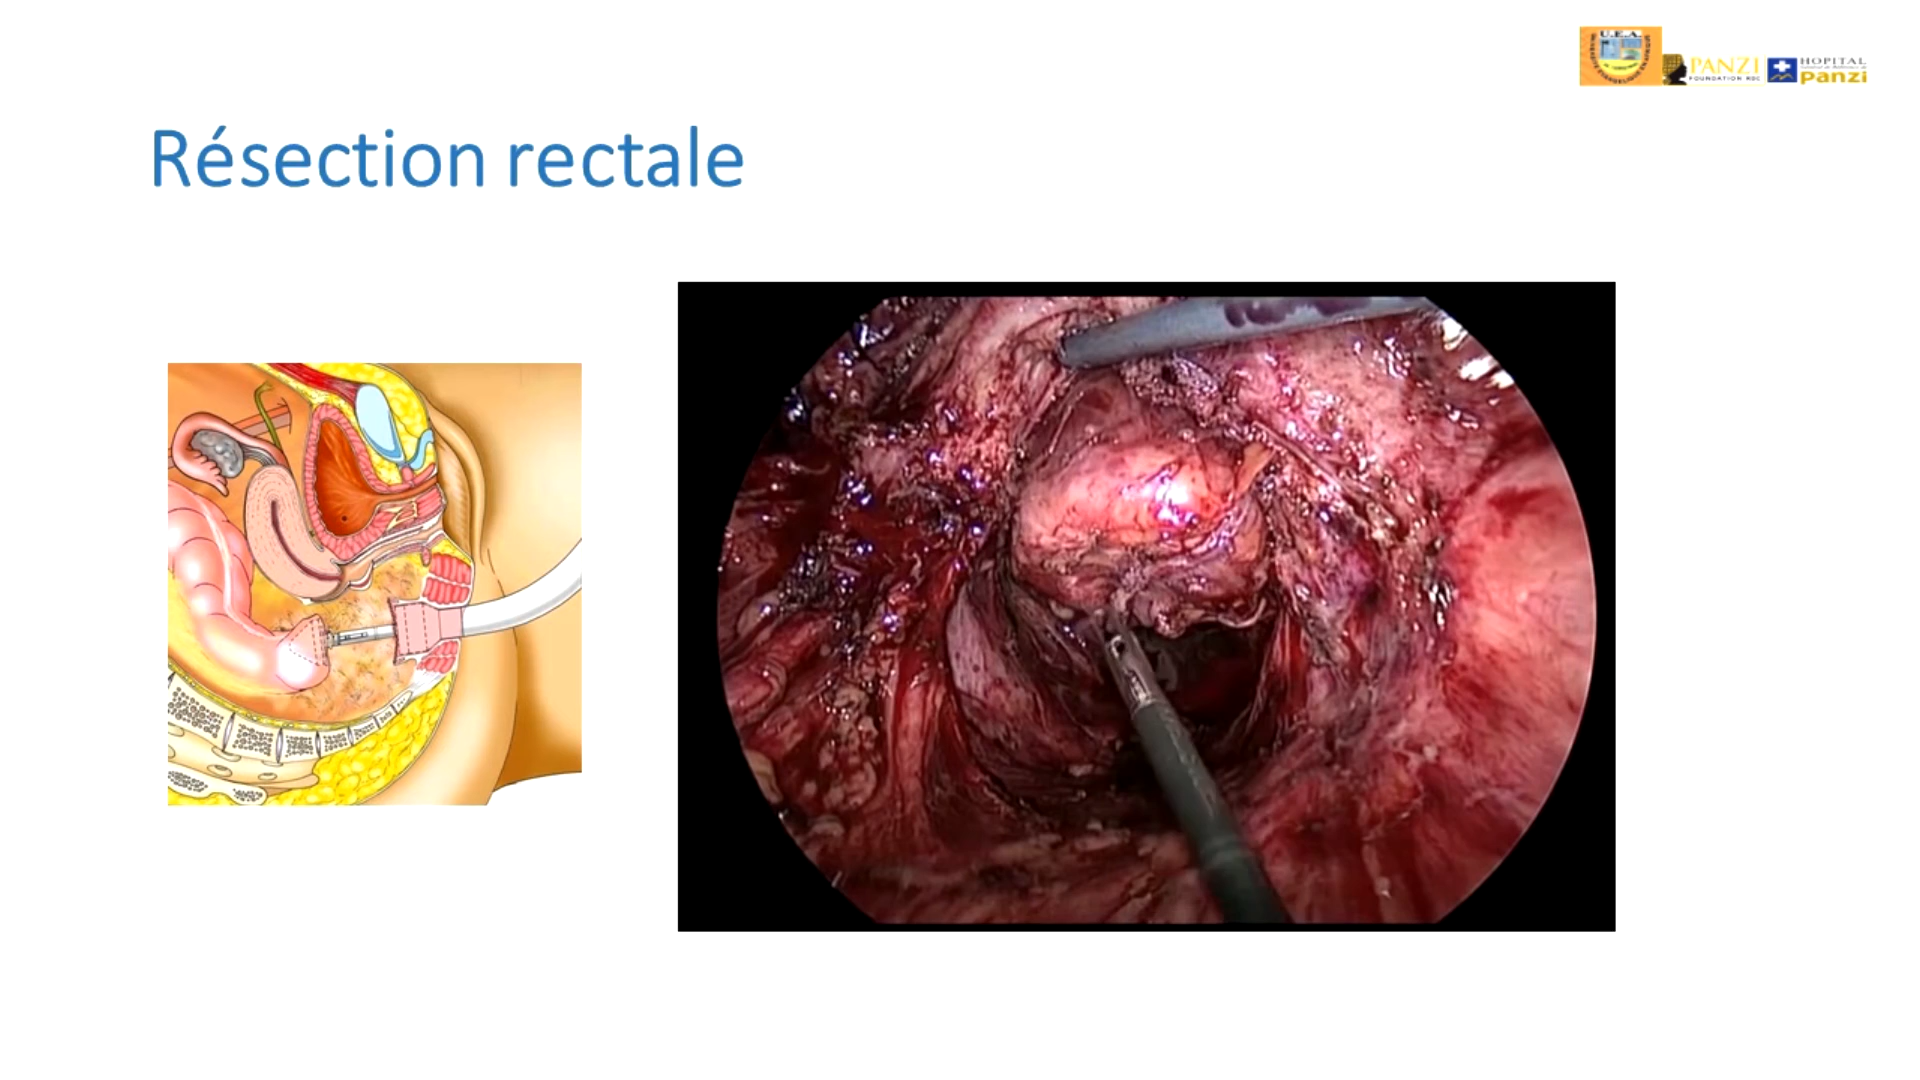 Résection rectale
U.E.A.
PANZI
FOUNDATION RDC
HOPITAL
panzi